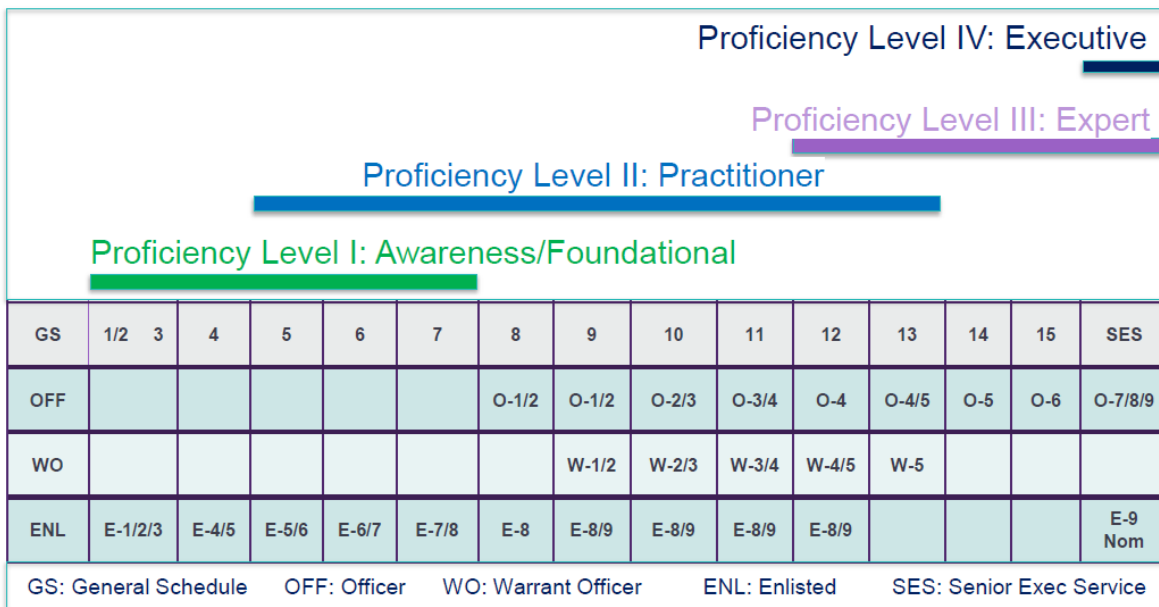 Proficiency Level IV: Executive
Proficiency Level III: Expert
Proficiency Level II: Practitioner
Proficiency Level I: Awareness/Foundational
GS 1/2 3 4 5 6 7 8 9 10 11 12 13 14 15 SES
OFF O-1/2 O-1/2 O-2/3 O-3/4 O-4 O-4/5 O-5 O-6 O-7/8/9
WO W-1/2 W-2/3 W-3/4 W-4/5 W-5
ENL E-1/2/3 E-4/5 E-5/6 E-6/7 E-7/8 E-8 E-8/9 E-8/9 E-8/9 E-8/9 E-9
Nom
GS: General Schedule OFF: Officer WO: Warrant Officer ENL: Enlisted SES: Senior Exec Service